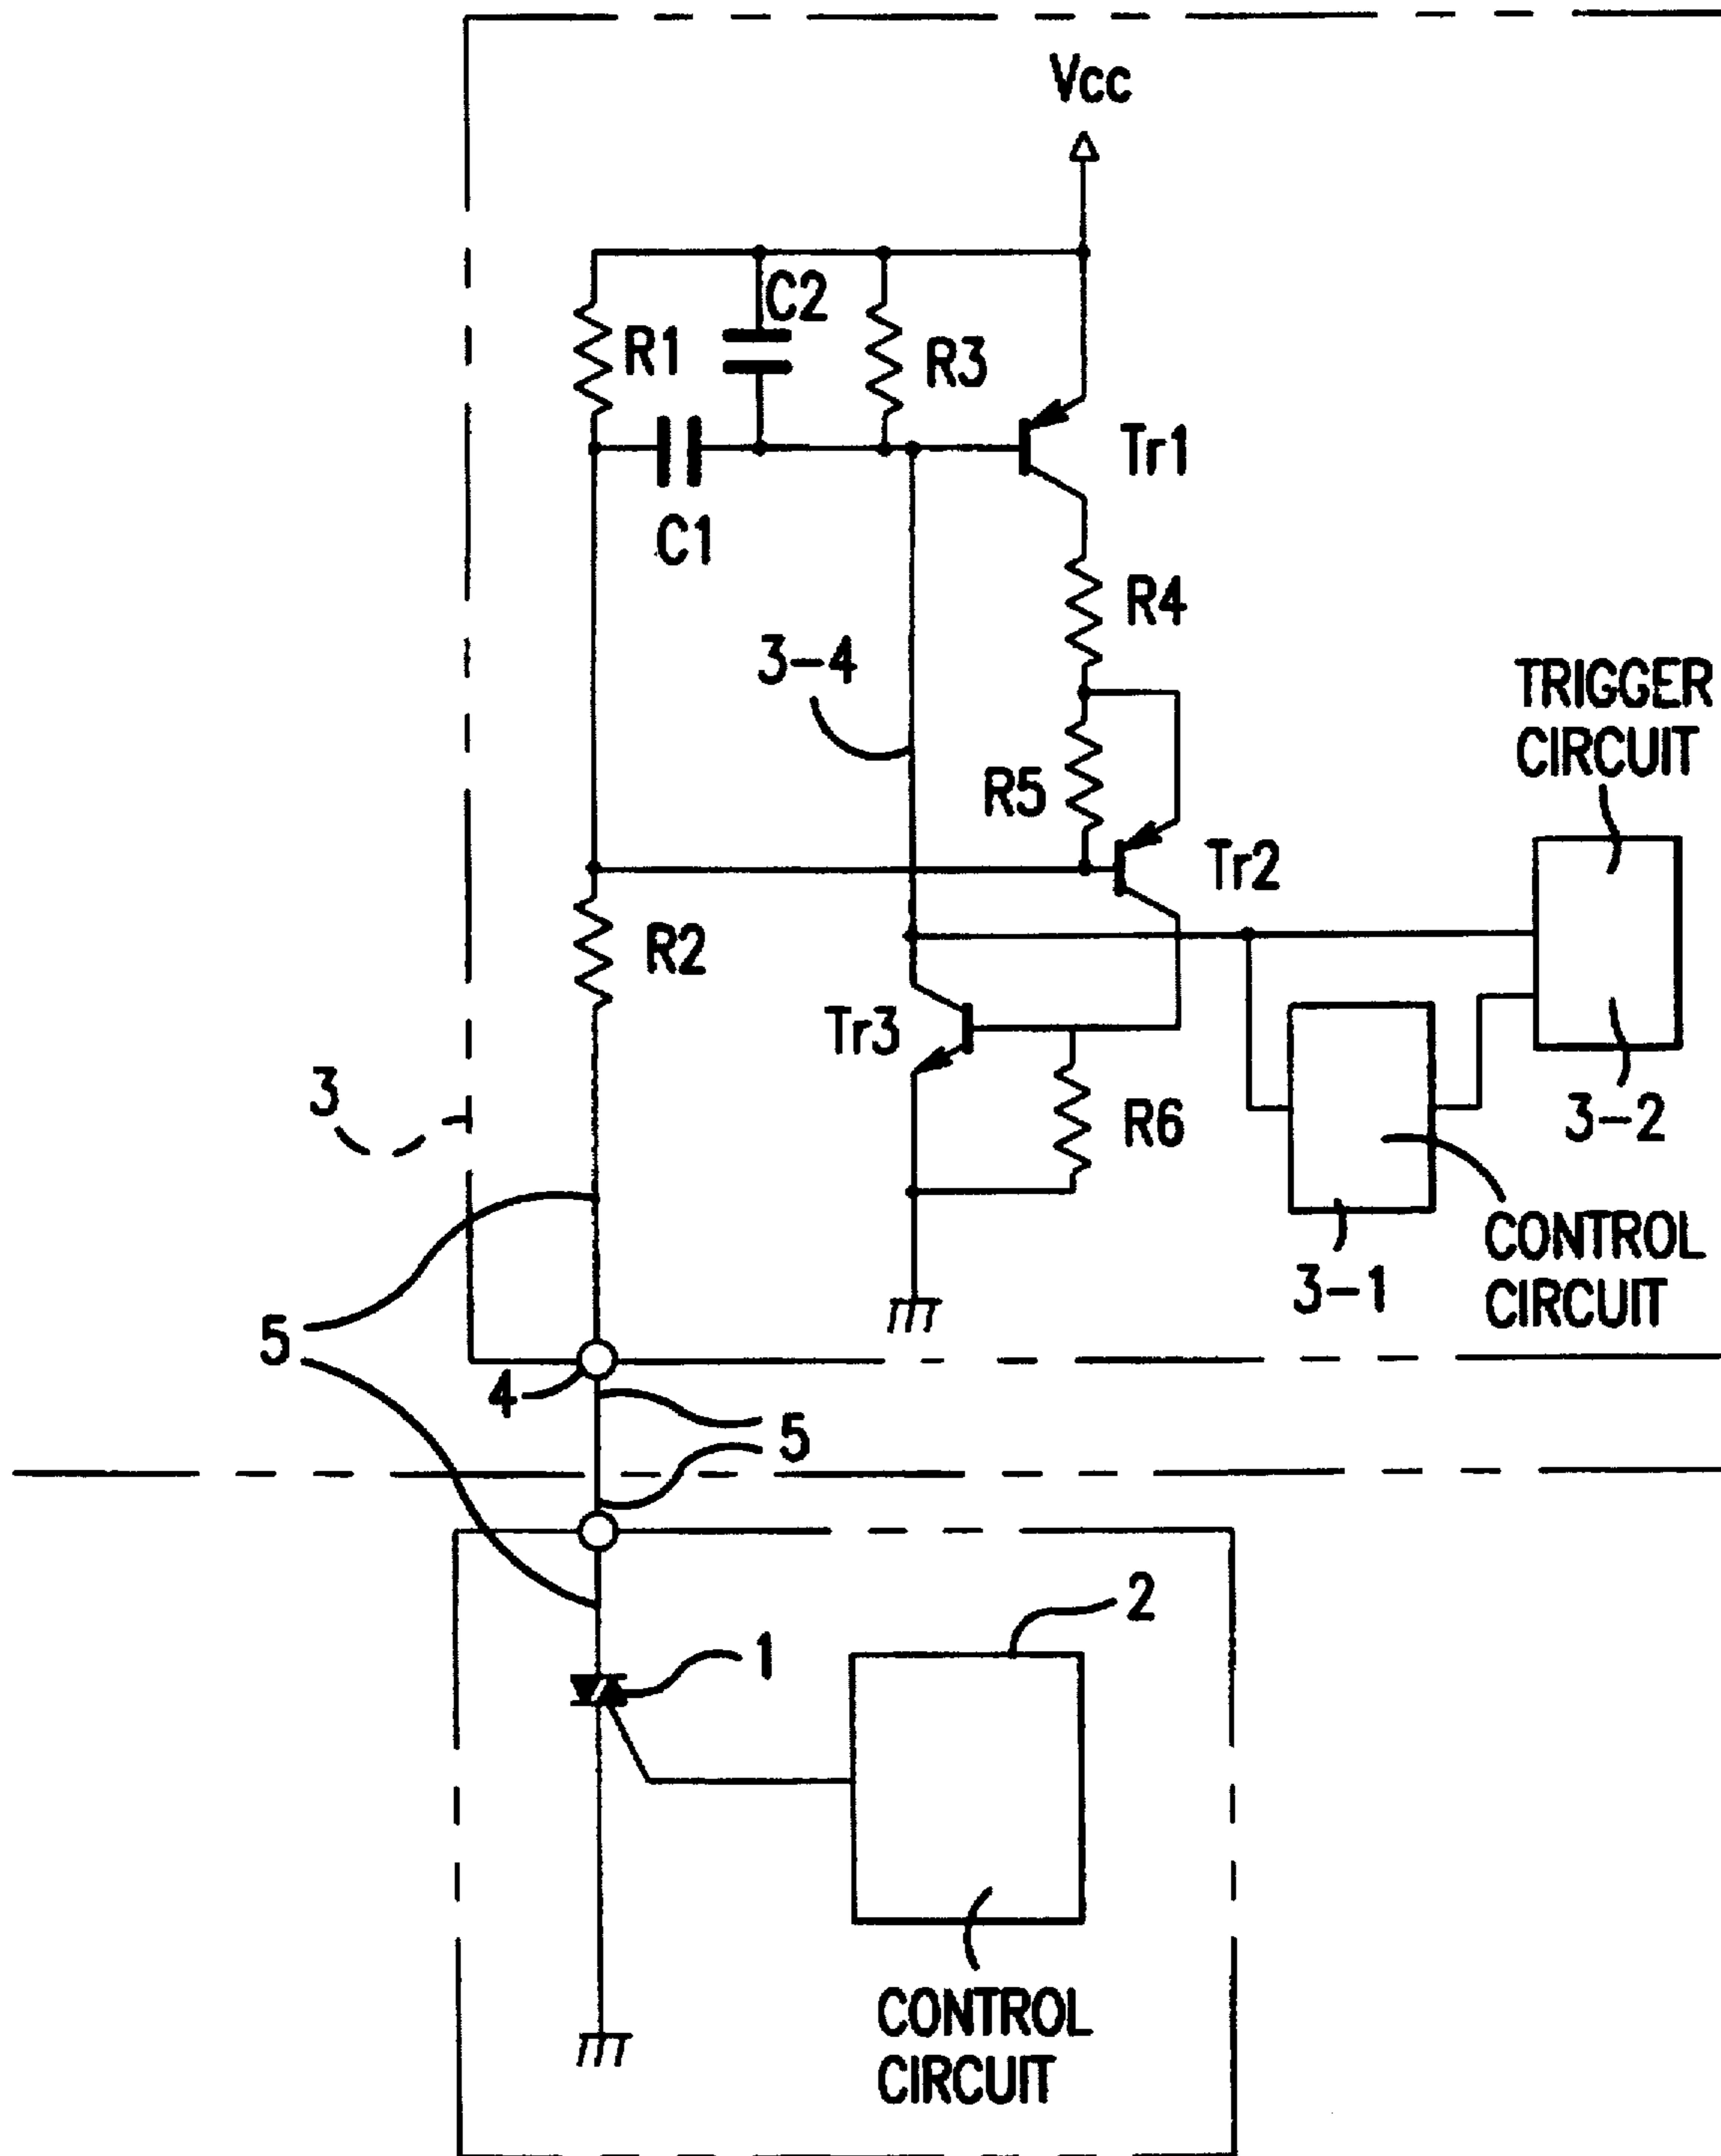 Vcc
C2
R1
R3
Tr1
C1
R4
3-4
TRIGGER
CIRCUIT
R5
Tr2
R2
Tr3
3
R6
3-2
CONTROL
CIRCUIT
3-1
5
4
5
2
1
CONTROL
CIRCUIT